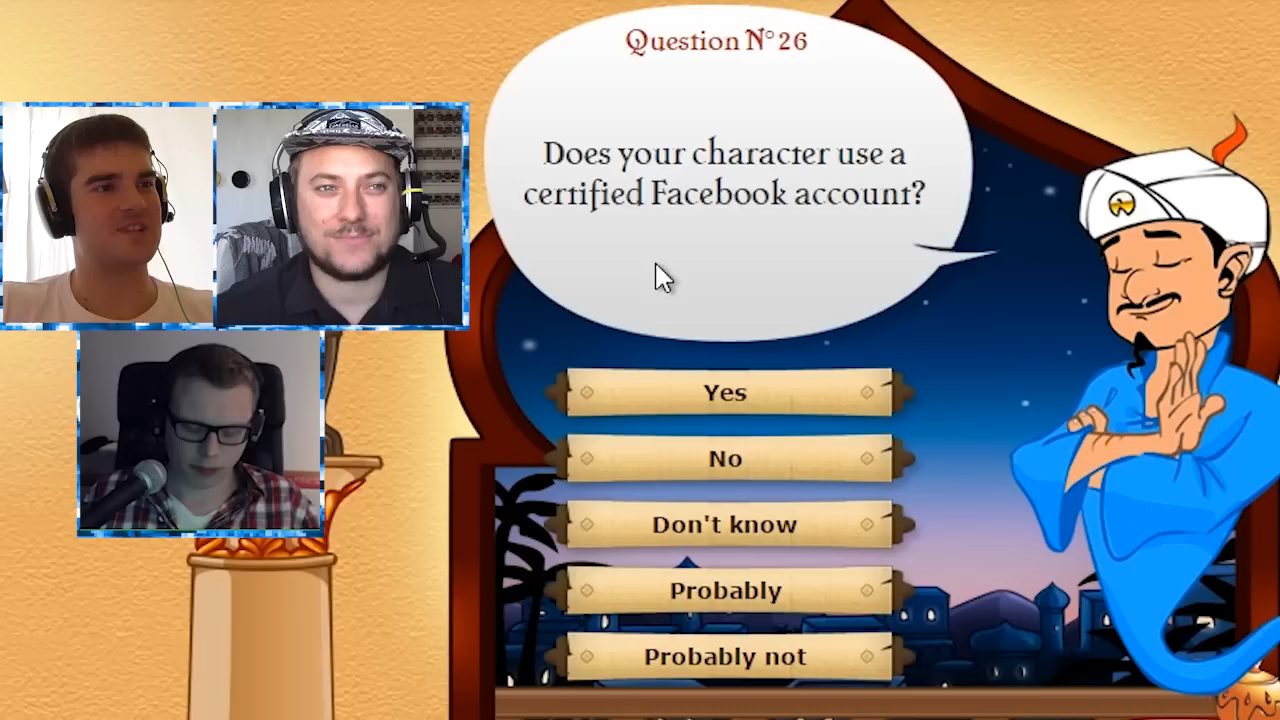 Question N° 26
Does your character use a
certified Facebook account?
Yes
No
Don't know
Probably
Probably not